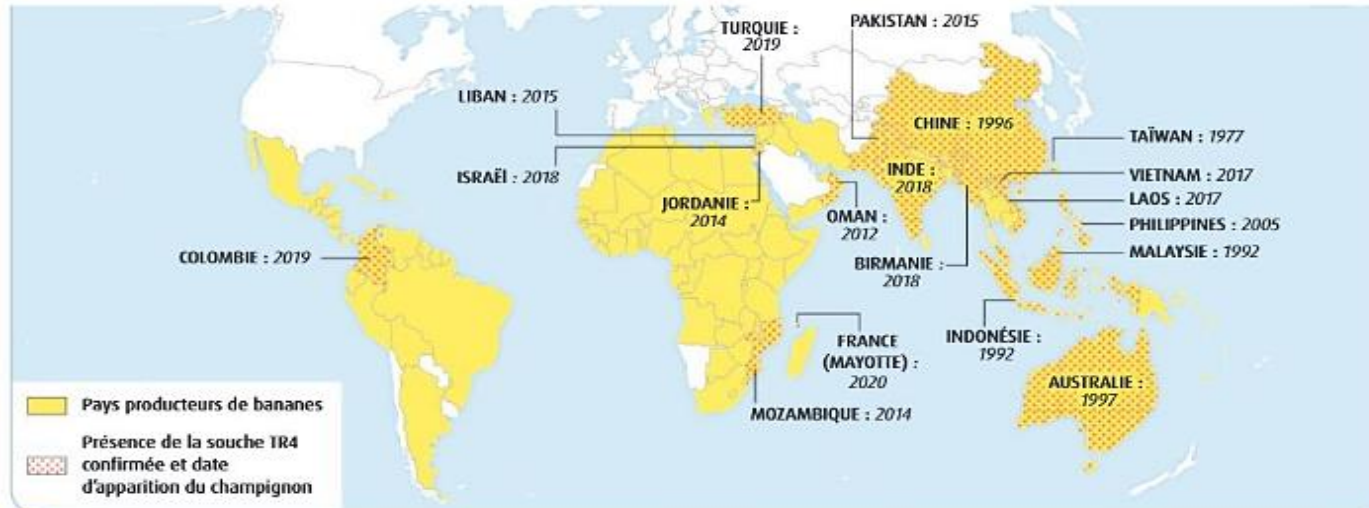 TURQUIE :
2019
PAKISTAN : 2015
LIBAN : 2015
CHINE : 1996
TAÏWAN : 1977
ISRAËL : 2018
INDE :
2018
VIETNAM : 2017
JORDANIE :
2014
LAOS : 2017
OMAN :
2012
PHILIPPINES : 2005
COLOMBIE : 2019
MALAYSIE : 1992
BIRMANIE :
2018
FRANCE
(MAYOTTE) :
2020
INDONÉSIE :
1992
AUSTRALIE :
1997
MOZAMBIQUE : 2014
Pays producteurs de bananes
Présence de la souche TR4
confirmée et date
d'apparition du champignon